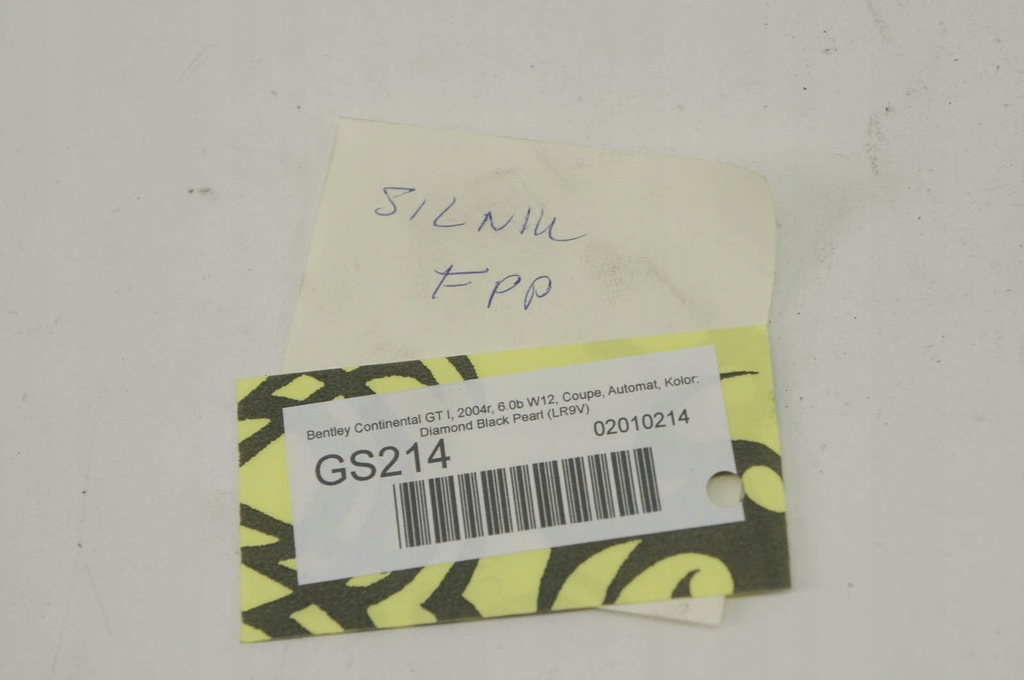 SILNIK
FPP
Bentley Continental GT I, 2004r, 6.0b W12, Coupe, Automat, Kolor:
Diamond Black Pearl (LR9V)
GS214
02010214